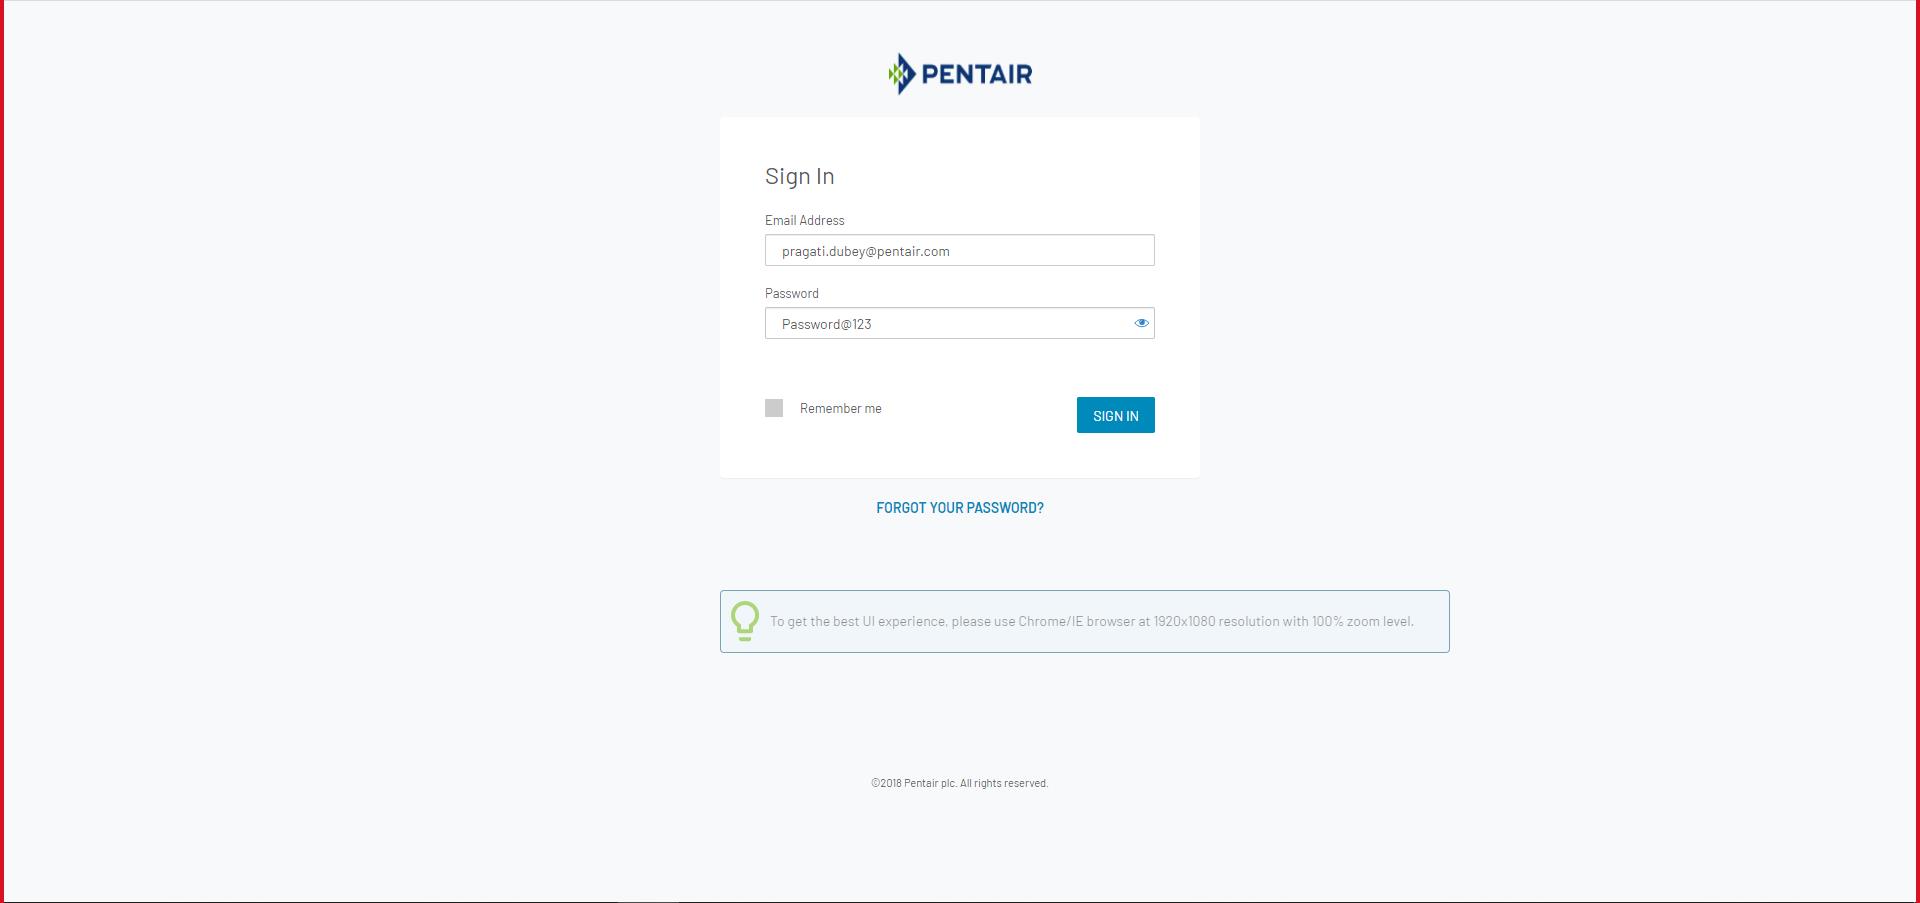 PENTAIR
Sign In
Email Address
pragati.dubey@pentair.com
Password
Password@123
Remember me
SIGN IN
FORGOT YOUR PASSWORD?
To get the best UI experience, please use Chrome/IE browser at 1920x1080 resolution with 100% zoom level.
©2018 Pentair plc. All rights reserved.